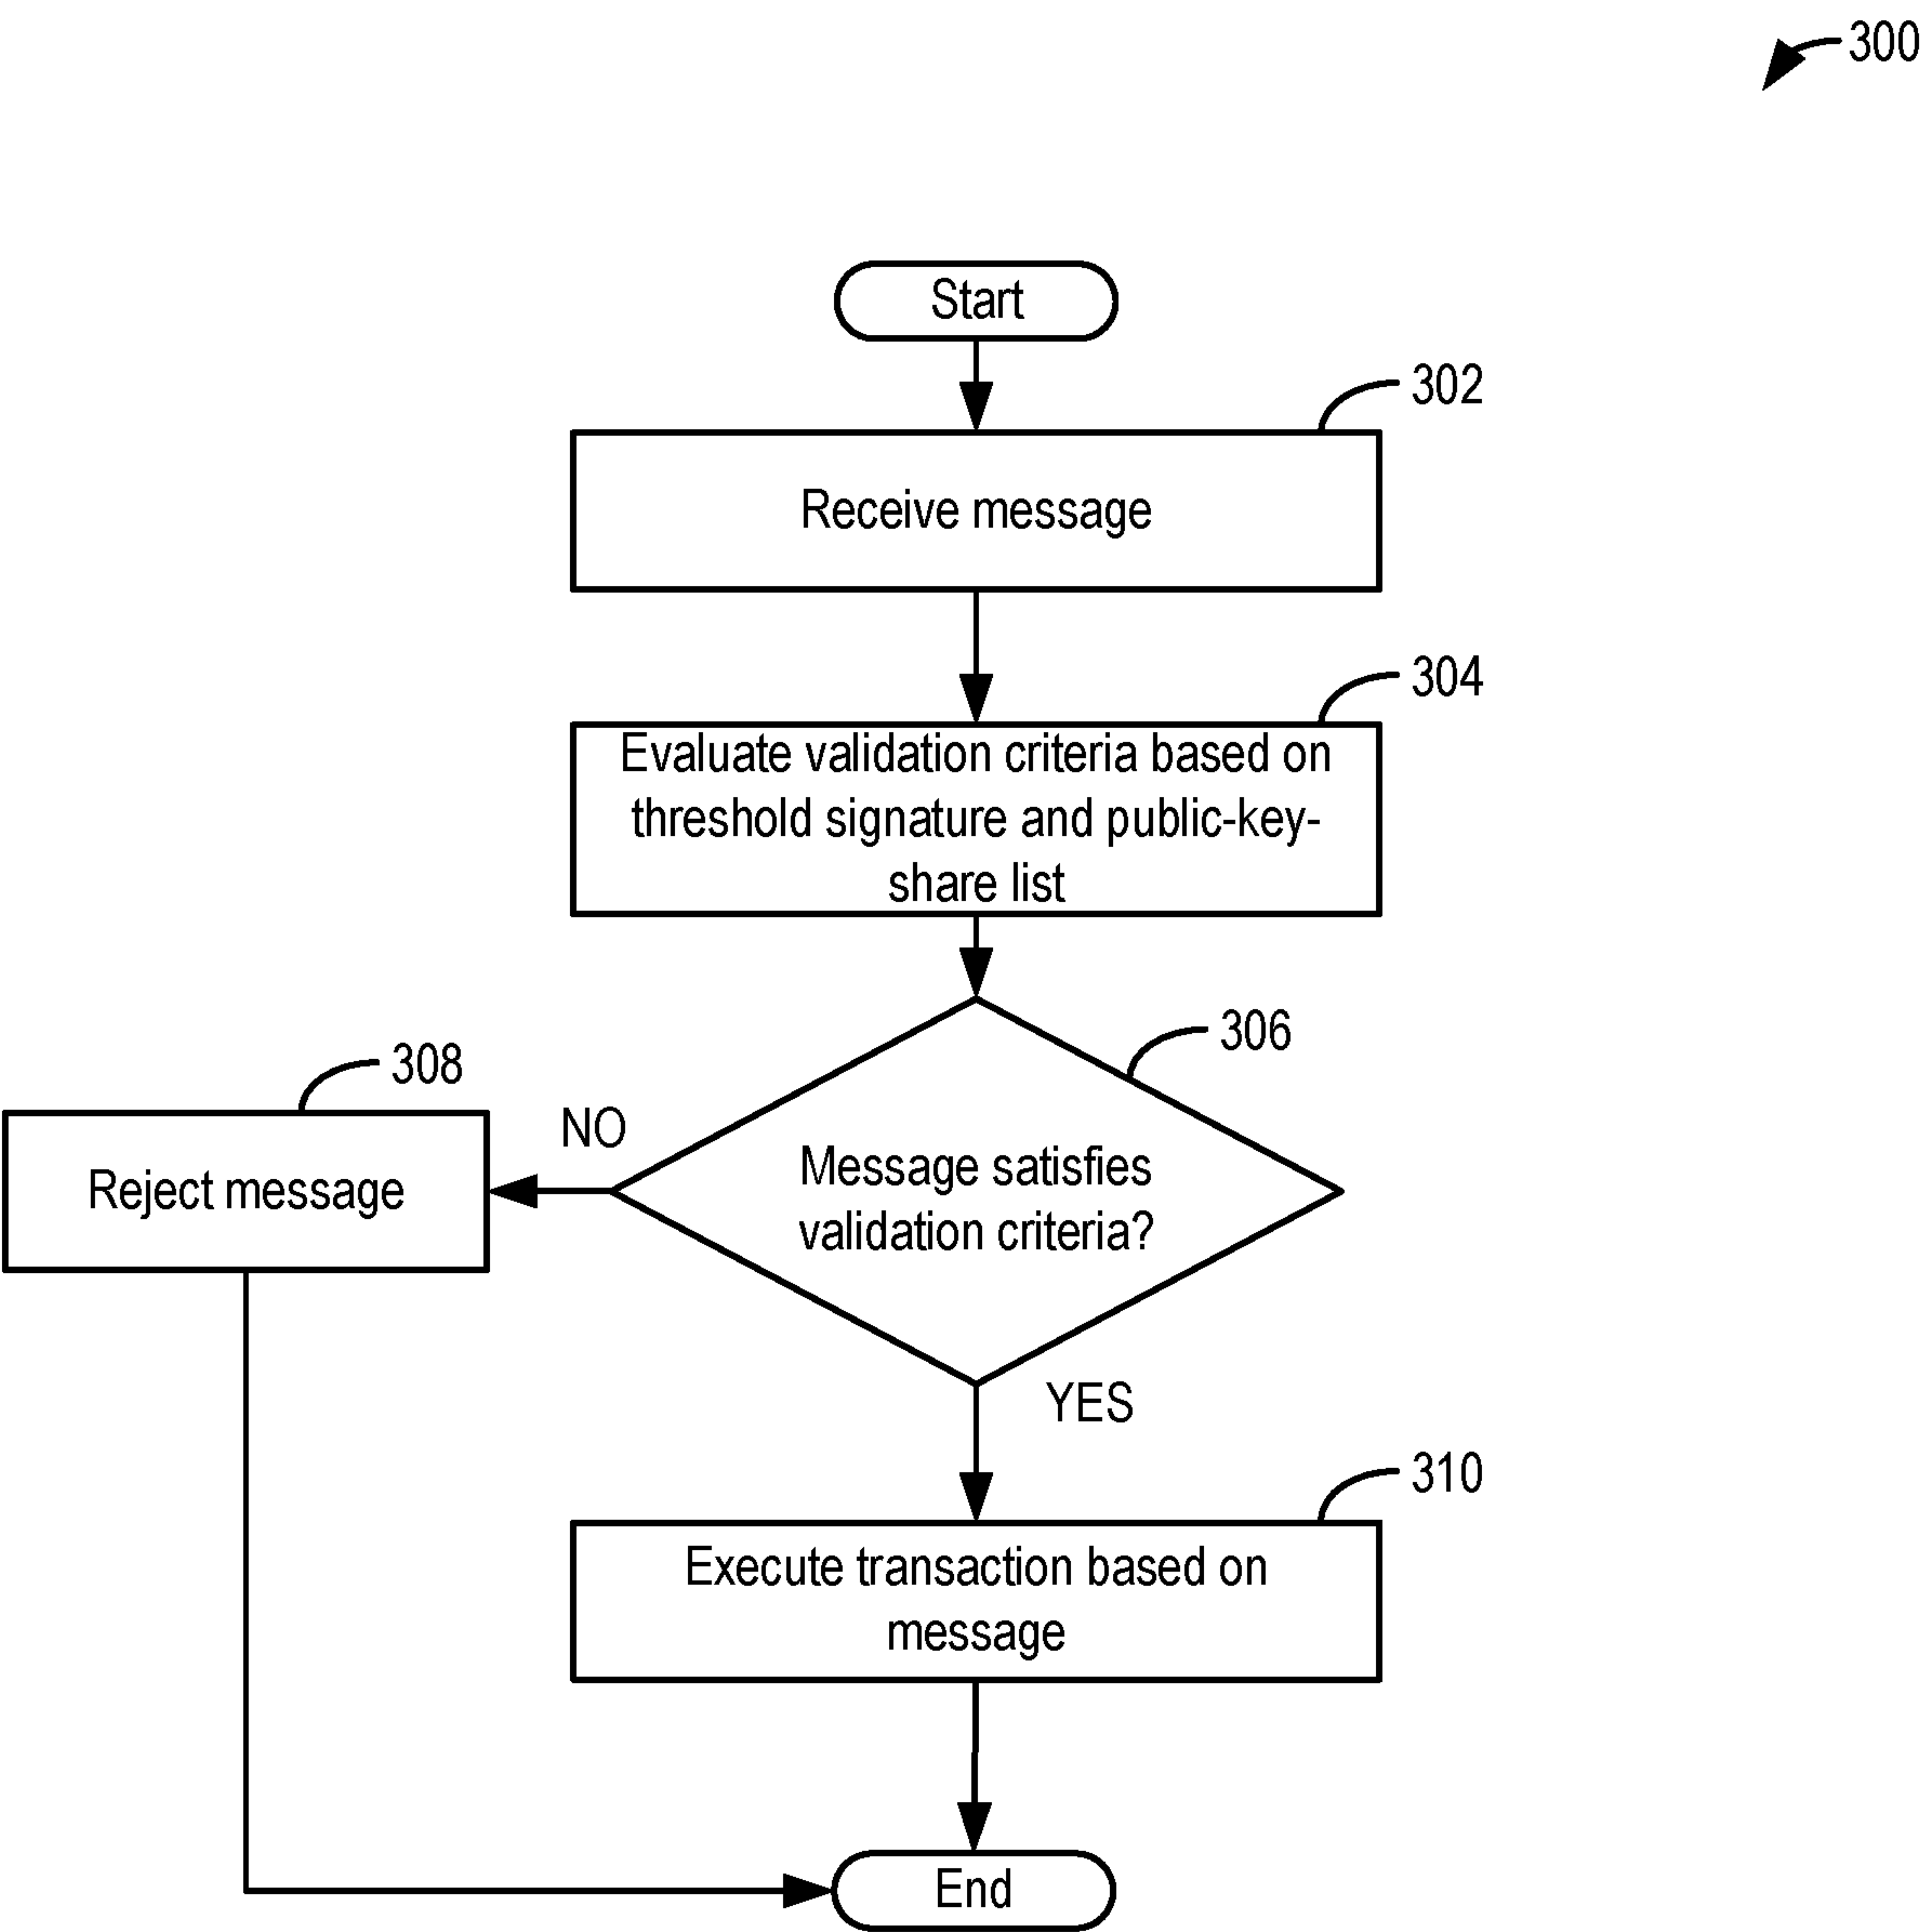 300
Start
302
Receive message
304
Evaluate validation criteria based on
threshold signature and public-key-
share list
306
308
NO
Message satisfies
validation criteria?
Reject message
YES
310
Execute transaction based on
message
End